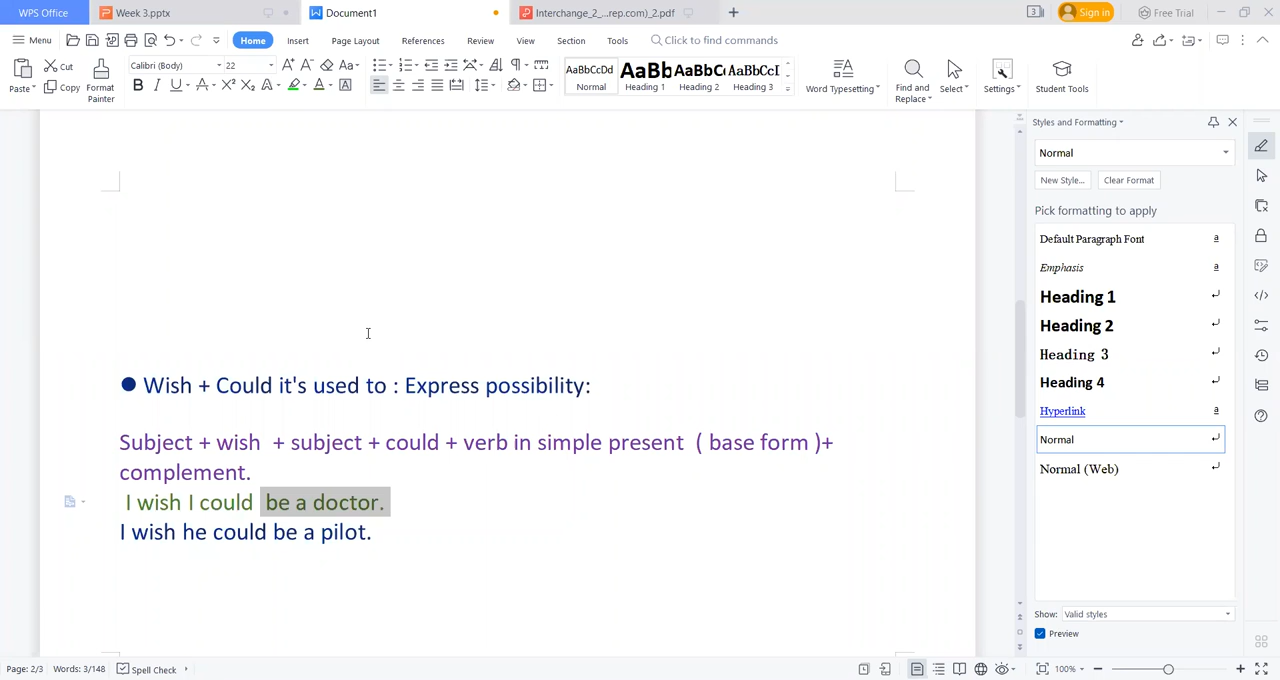 WPS Office
Week 3.pptx
Document1
Interchange_2_...rep.com)_2.pdf
Sign in
Free Trial
Menu
Home
Insert
Page Layout
References
Review
View
Section
Tools
Click to find commands
Paste
Cut
Copy
Format
Painter
Calibri (Body)
22
AaBbCcDd
Normal
AaBb
Heading 1
AaBbC
Heading 2
AaBbCcI
Heading 3
Word Typesetting
Find and
Replace
Select
Settings
Student Tools
● Wish + Could it's used to : Express possibility:
Subject + wish + subject + could + verb in simple present ( base form )+
complement.
I wish I could be a doctor.
I wish he could be a pilot.
Styles and Formatting
Normal
New Style...
Clear Format
Pick formatting to apply
Default Paragraph Font
Emphasis
Heading 1
Heading 2
Heading 3
Heading 4
Hyperlink
Normal
Normal (Web)
Show: Valid styles
Preview
Page: 2/3 Words: 3/148 Spell Check
100%